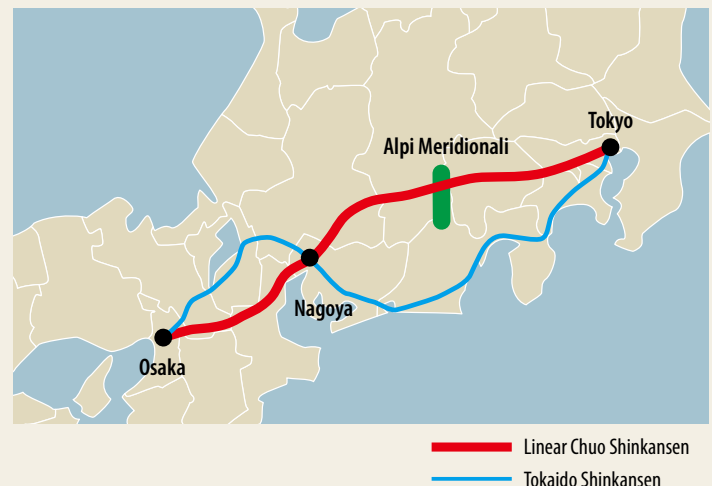 Tokyo
Alpi Meridionali
Nagoya
Osaka
Linear Chuo Shinkansen
Tokaido Shinkansen